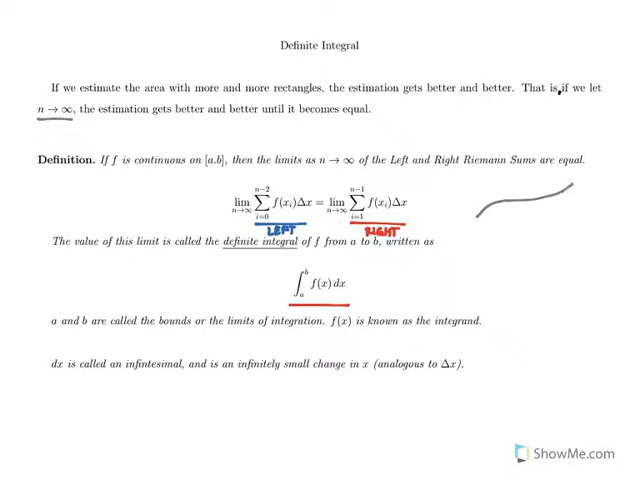 Definite Integral
If we estimate the area with more and more rectangles, the estimation gets better and better. That is, if we let
n → ∞, the estimation gets better and better until it becomes equal.
Definition. If f is continuous on [a.b], then the limits as n → ∞ of the Left and Right Riemann Sums are equal.
lim_{n→∞} ∑_{i=0}^{n−2} f(x_i)Δx = lim_{n→∞} ∑_{i=1}^{n−1} f(x_i)Δx
LEFT RIGHT
The value of this limit is called the definite integral of f from a to b, written as
∫_a^b f(x) dx
a and b are called the bounds or the limits of integration. f(x) is known as the integrand.
dx is called an infintesimal, and is an infinitely small change in x (analogous to Δx).
ShowMe.com